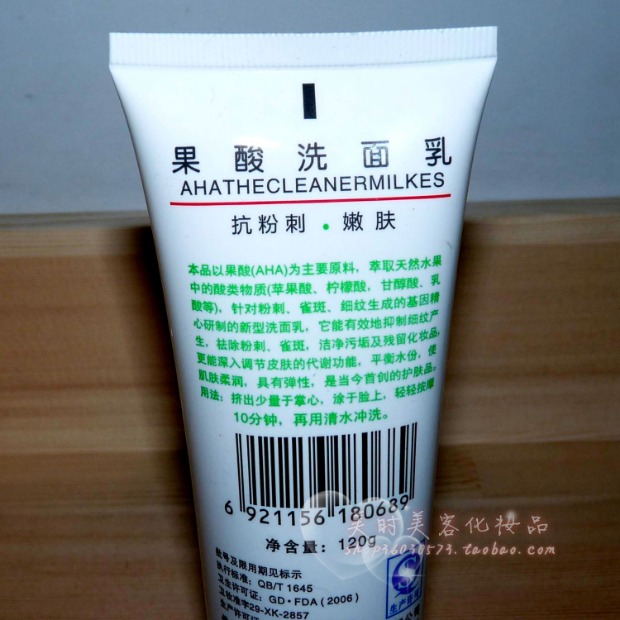 果酸洗面乳
AHATHECLEANERMILKES
抗粉刺·嫩肤
本品以果酸(AHA)为主要原料，萃取天然水果
中的酸类物质(苹果酸、柠檬酸、甘醇酸、乳
酸等)，针对粉刺、雀斑、细纹生成的基因精
心研制的新型洗面乳，它能有效地抑制细纹产
生，祛除粉刺、雀斑，洁净污垢及残留化妆品，
更能深入调节皮肤的代谢功能，平衡水份，使
肌肤柔润，具有弹性，是当今首创的护肤品。
用法：挤出少量于掌心，涂于脸上，轻轻按摩
10分钟，再用清水冲洗。
6 921156 180689
美时美客化妆品
净含量：120g
shop36030573.taobao.com
批号及限用期见标示
执行标准：QB/T 1645
卫生许可证：GD·FDA (2006)
卫妆准字29-XK-2857
生产许可